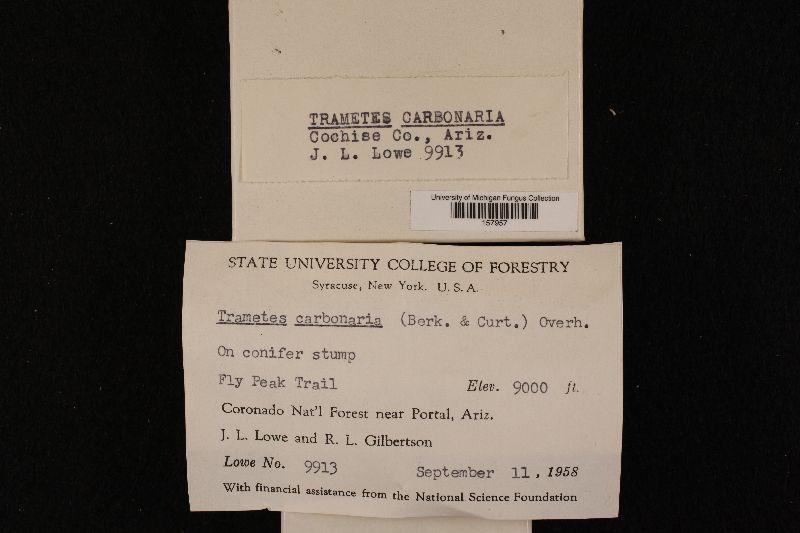 TRAMETES CARBONARIA
Cochise Co., Ariz.
J. L. Lowe 9913
University of Michigan Fungus Collection
157957
STATE UNIVERSITY COLLEGE OF FORESTRY
Syracuse, New York. U. S. A.
Trametes carbonaria (Berk. & Curt.) Overh.
On conifer stump
Fly Peak Trail Elev. 9000 ft.
Coronado Nat'l Forest near Portal, Ariz.
J. L. Lowe and R. L. Gilbertson
Lowe No. 9913 September 11, 1958
With financial assistance from the National Science Foundation